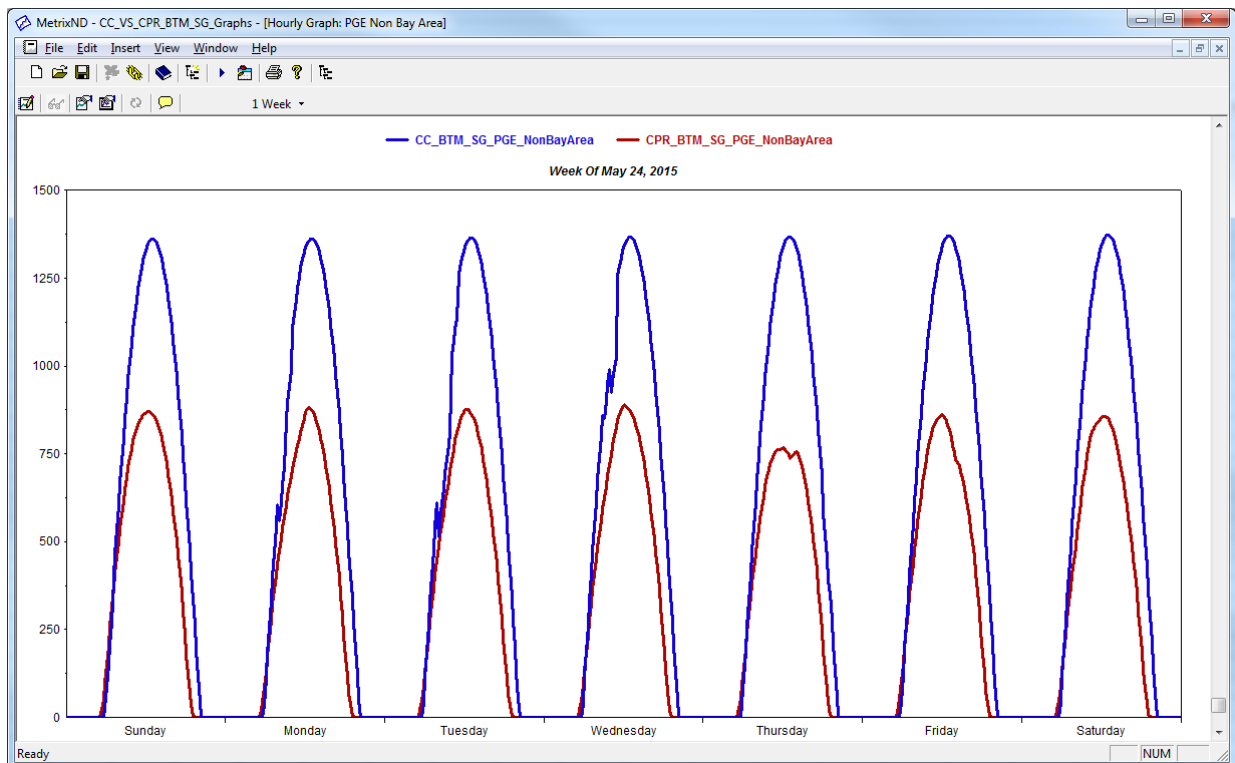 MetrixND - CC_VS_CPR_BTM_SG_Graphs - [Hourly Graph: PGE Non Bay Area]
File Edit Insert View Window Help
1 Week
CC_BTM_SG_PGE_NonBayArea CPR_BTM_SG_PGE_NonBayArea
Week Of May 24, 2015
1500
1250
1000
750
500
250
0
Sunday Monday Tuesday Wednesday Thursday Friday Saturday
Ready NUM